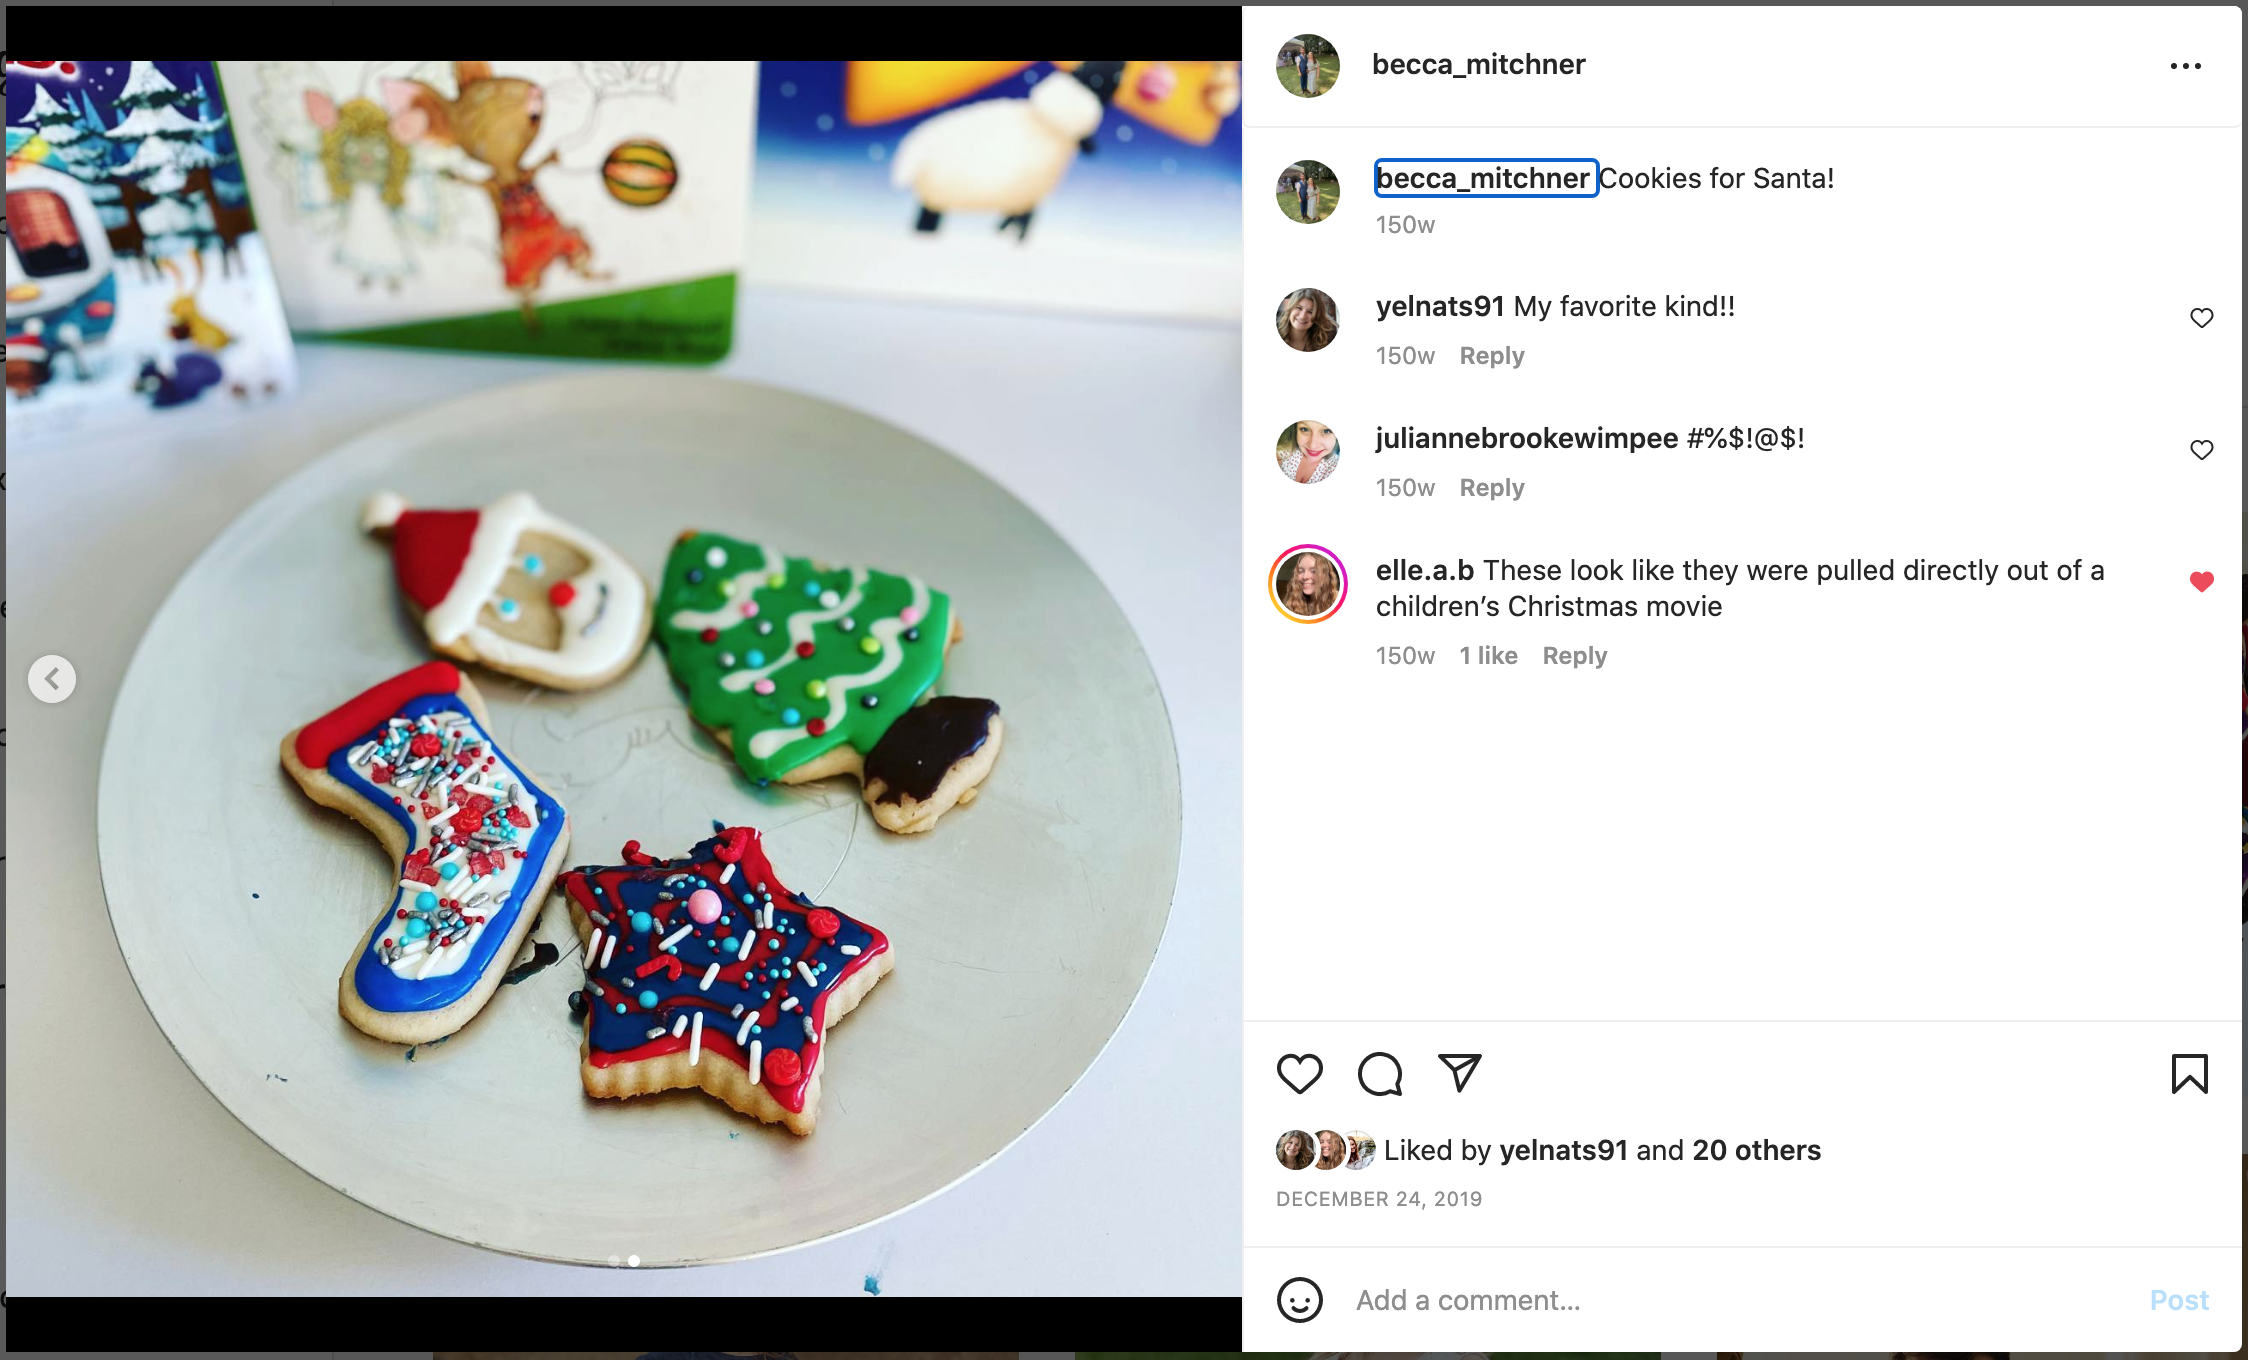 becca_mitchner
becca_mitchner Cookies for Santa!
150w
yelnats91 My favorite kind!!
150w Reply
juliannebrookewimpee #%$!@$!
150w Reply
elle.a.b These look like they were pulled directly out of a
children’s Christmas movie
150w 1 like Reply
Liked by yelnats91 and 20 others
DECEMBER 24, 2019
Add a comment...
Post